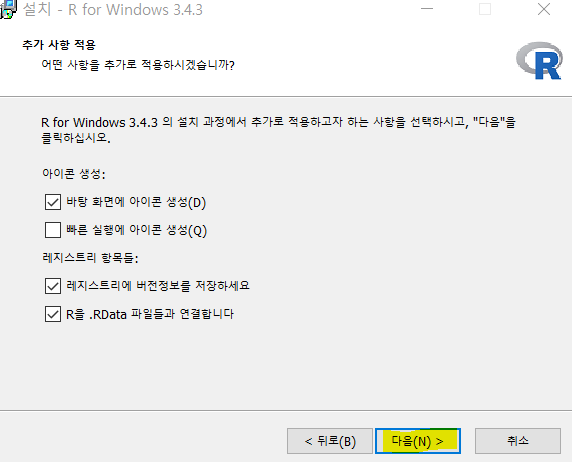 설치 - R for Windows 3.4.3
추가 사항 적용
어떤 사항을 추가로 적용하시겠습니까?
R
R for Windows 3.4.3 의 설치 과정에서 추가로 적용하고자 하는 사항을 선택하시고, "다음"을
클릭하십시오.
아이콘 생성:
바탕 화면에 아이콘 생성(D)
빠른 실행에 아이콘 생성(Q)
레지스트리 항목들:
레지스트리에 버전정보를 저장하세요
R을 .RData 파일들과 연결합니다
< 뒤로(B) 다음(N) > 취소